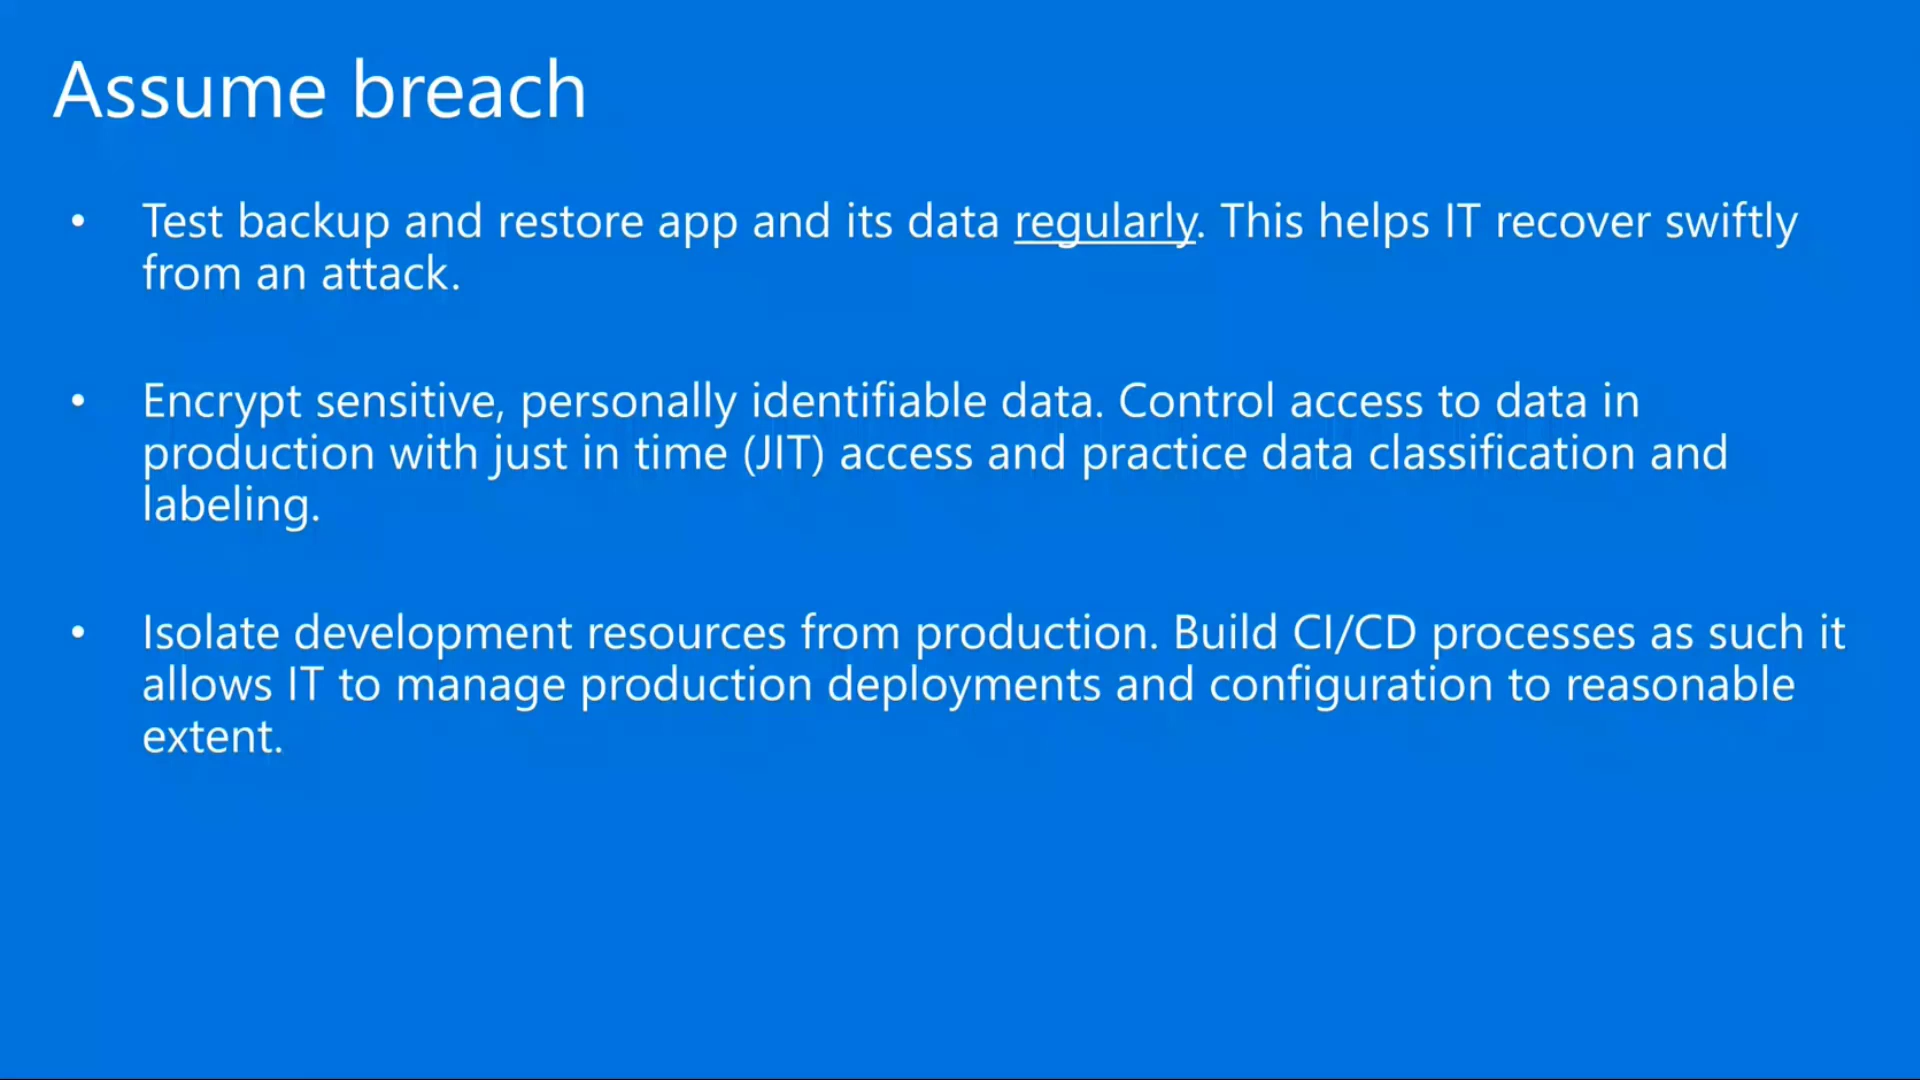 Assume breach
• Test backup and restore app and its data regularly. This helps IT recover swiftly
from an attack.
• Encrypt sensitive, personally identifiable data. Control access to data in
production with just in time (JIT) access and practice data classification and
labeling.
• Isolate development resources from production. Build CI/CD processes as such it
allows IT to manage production deployments and configuration to reasonable
extent.